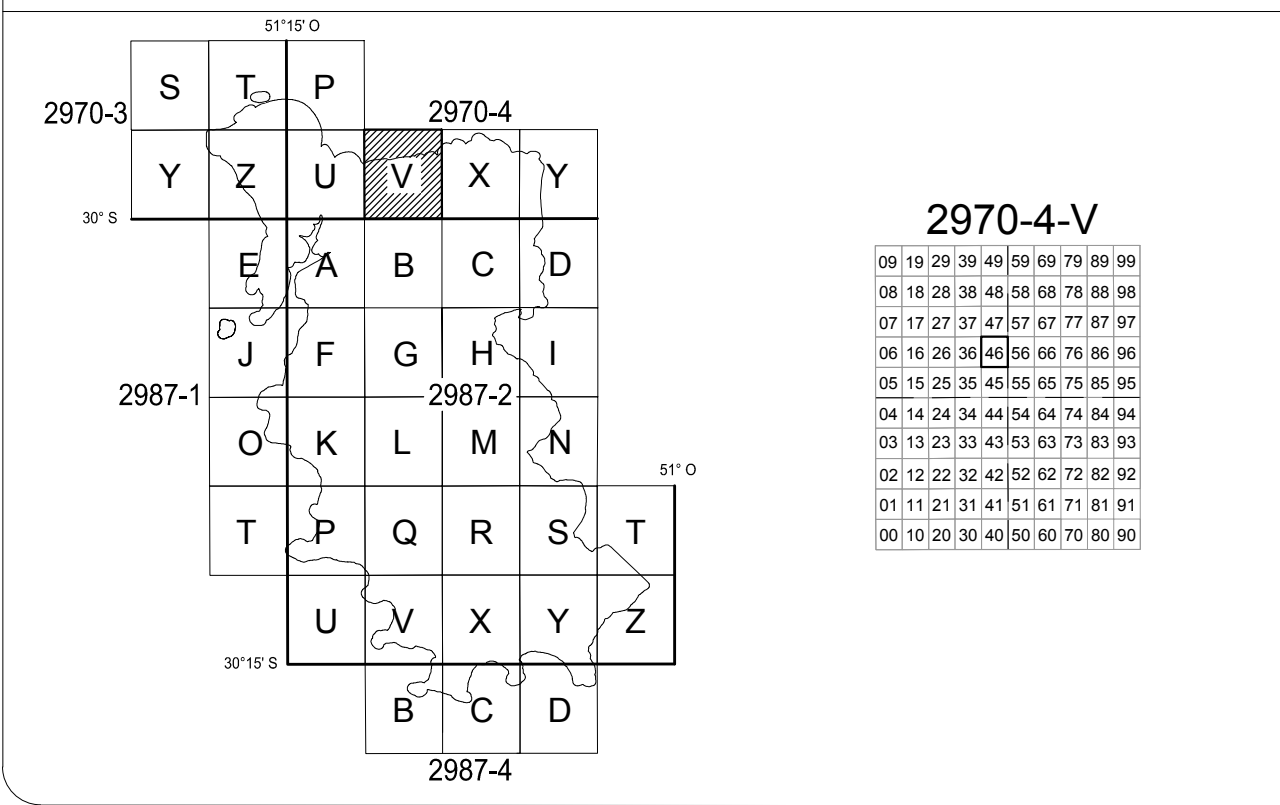 51°15' O
S T P
2970-3 2970-4
Y Z U V X Y
30° S
E A B C D
J F G H I
2987-1 2987-2
O K L M N
51° O
T P Q R S T
U V X Y Z
30°15' S
B C D
2987-4
2970-4-V
09 19 29 39 49 59 69 79 89 99
08 18 28 38 48 58 68 78 88 98
07 17 27 37 47 57 67 77 87 97
06 16 26 36 46 56 66 76 86 96
05 15 25 35 45 55 65 75 85 95
04 14 24 34 44 54 64 74 84 94
03 13 23 33 43 53 63 73 83 93
02 12 22 32 42 52 62 72 82 92
01 11 21 31 41 51 61 71 81 91
00 10 20 30 40 50 60 70 80 90